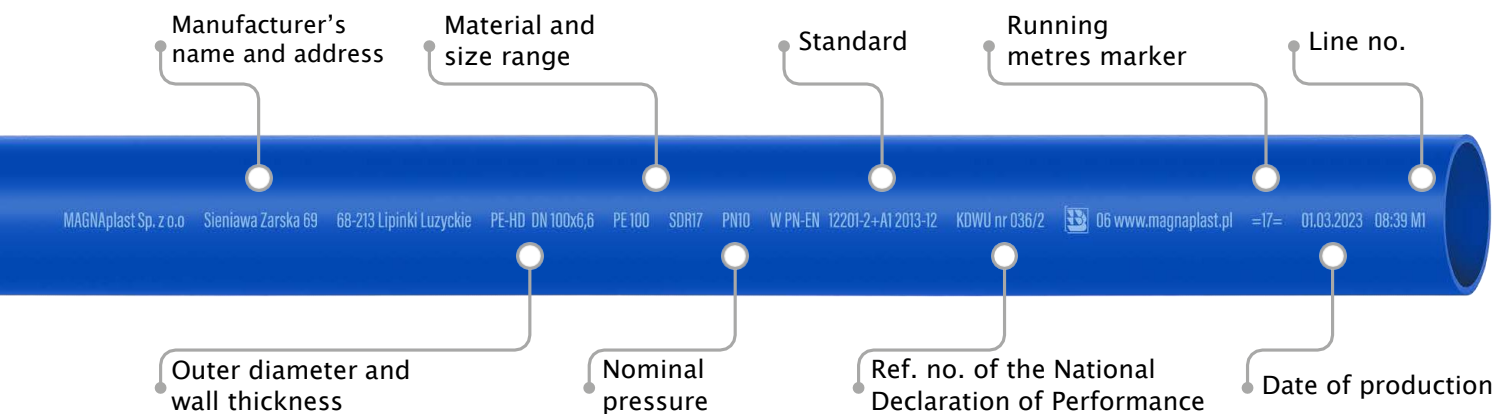 Manufacturer's
name and address
Material and
size range
Standard
Running
metres marker
Line no.
MAGNAplast Sp. z o.o Sieniawa Zarska 69 68-213 Lipinki Luzyckie PE-HD DN 100x6,6 PE 100 SDR17 PN10 W PN-EN 12201-2+A1 2013-12 KDWU nr 036/2 06 www.magnaplast.pl =17= 01.03.2023 08:39 M1
Outer diameter and
wall thickness
Nominal
pressure
Ref. no. of the National
Declaration of Performance
Date of production